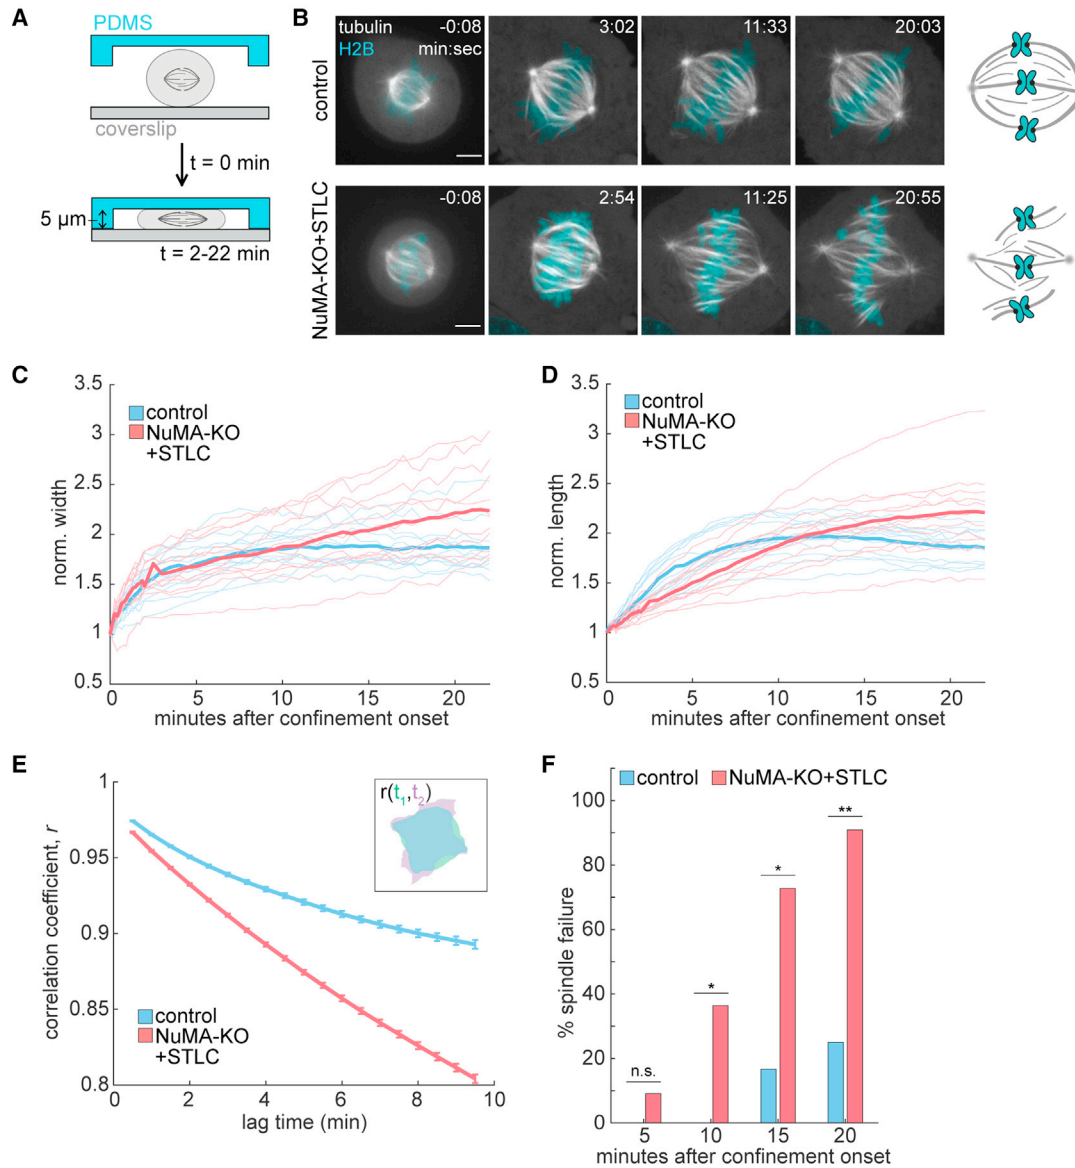 A
PDMS
coverslip
t = 0 min
5 µm
t = 2-22 min
B
control
tubulin
H2B
-0:08
min:sec
3:02
11:33
20:03
NuMA-KO+STLC
-0:08
2:54
11:25
20:55
C
3.5
3
2.5
2
1.5
1
0.5
norm. width
control
NuMA-KO
+STLC
0
5
10
15
20
minutes after confinement onset
D
3.5
3
2.5
2
1.5
1
0.5
norm. length
control
NuMA-KO
+STLC
0
5
10
15
20
minutes after confinement onset
E
1
0.95
0.9
0.85
0.8
correlation coefficient, r
r(t1,t2)
control
NuMA-KO
+STLC
0
2
4
6
8
10
lag time (min)
F
control
NuMA-KO+STLC
100
80
60
40
20
0
% spindle failure
n.s.
*
*
**
5
10
15
20
minutes after confinement onset